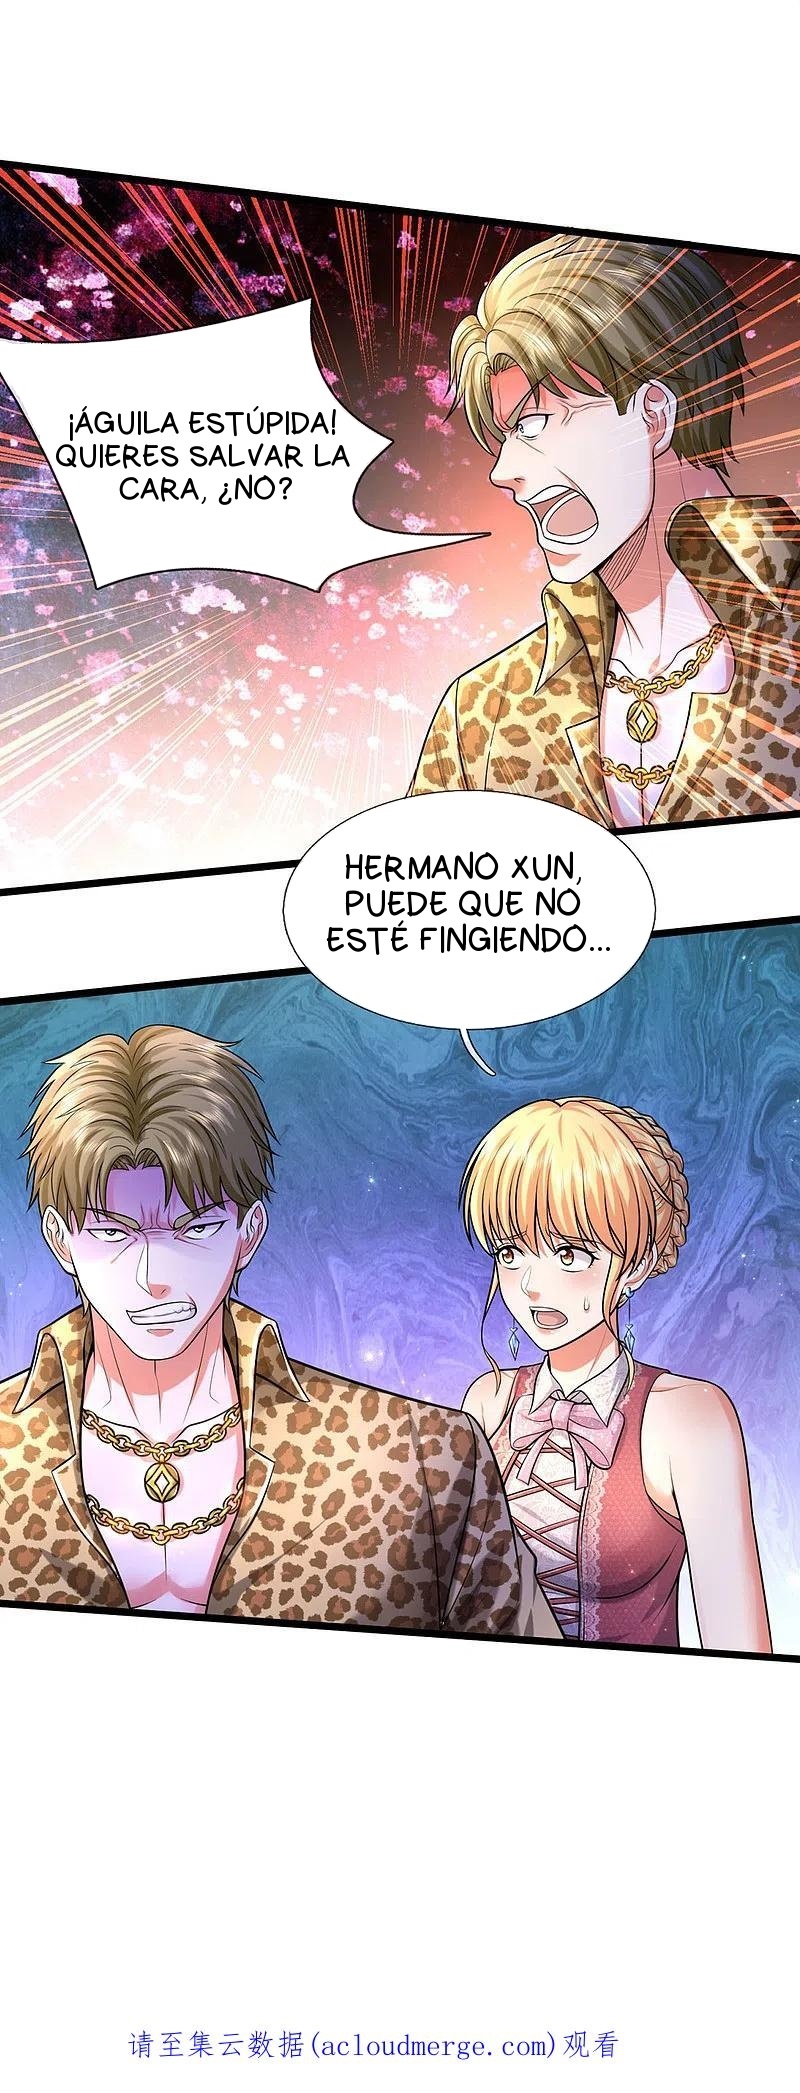 ¡ÁGUILA ESTÚPIDA!
QUIERES SALVAR LA
CARA, ¿NO?
HERMANO XUN,
PUEDE QUE NO
ESTÉ FINGIENDO...
请至集云数据(acloudmerge.com)观看